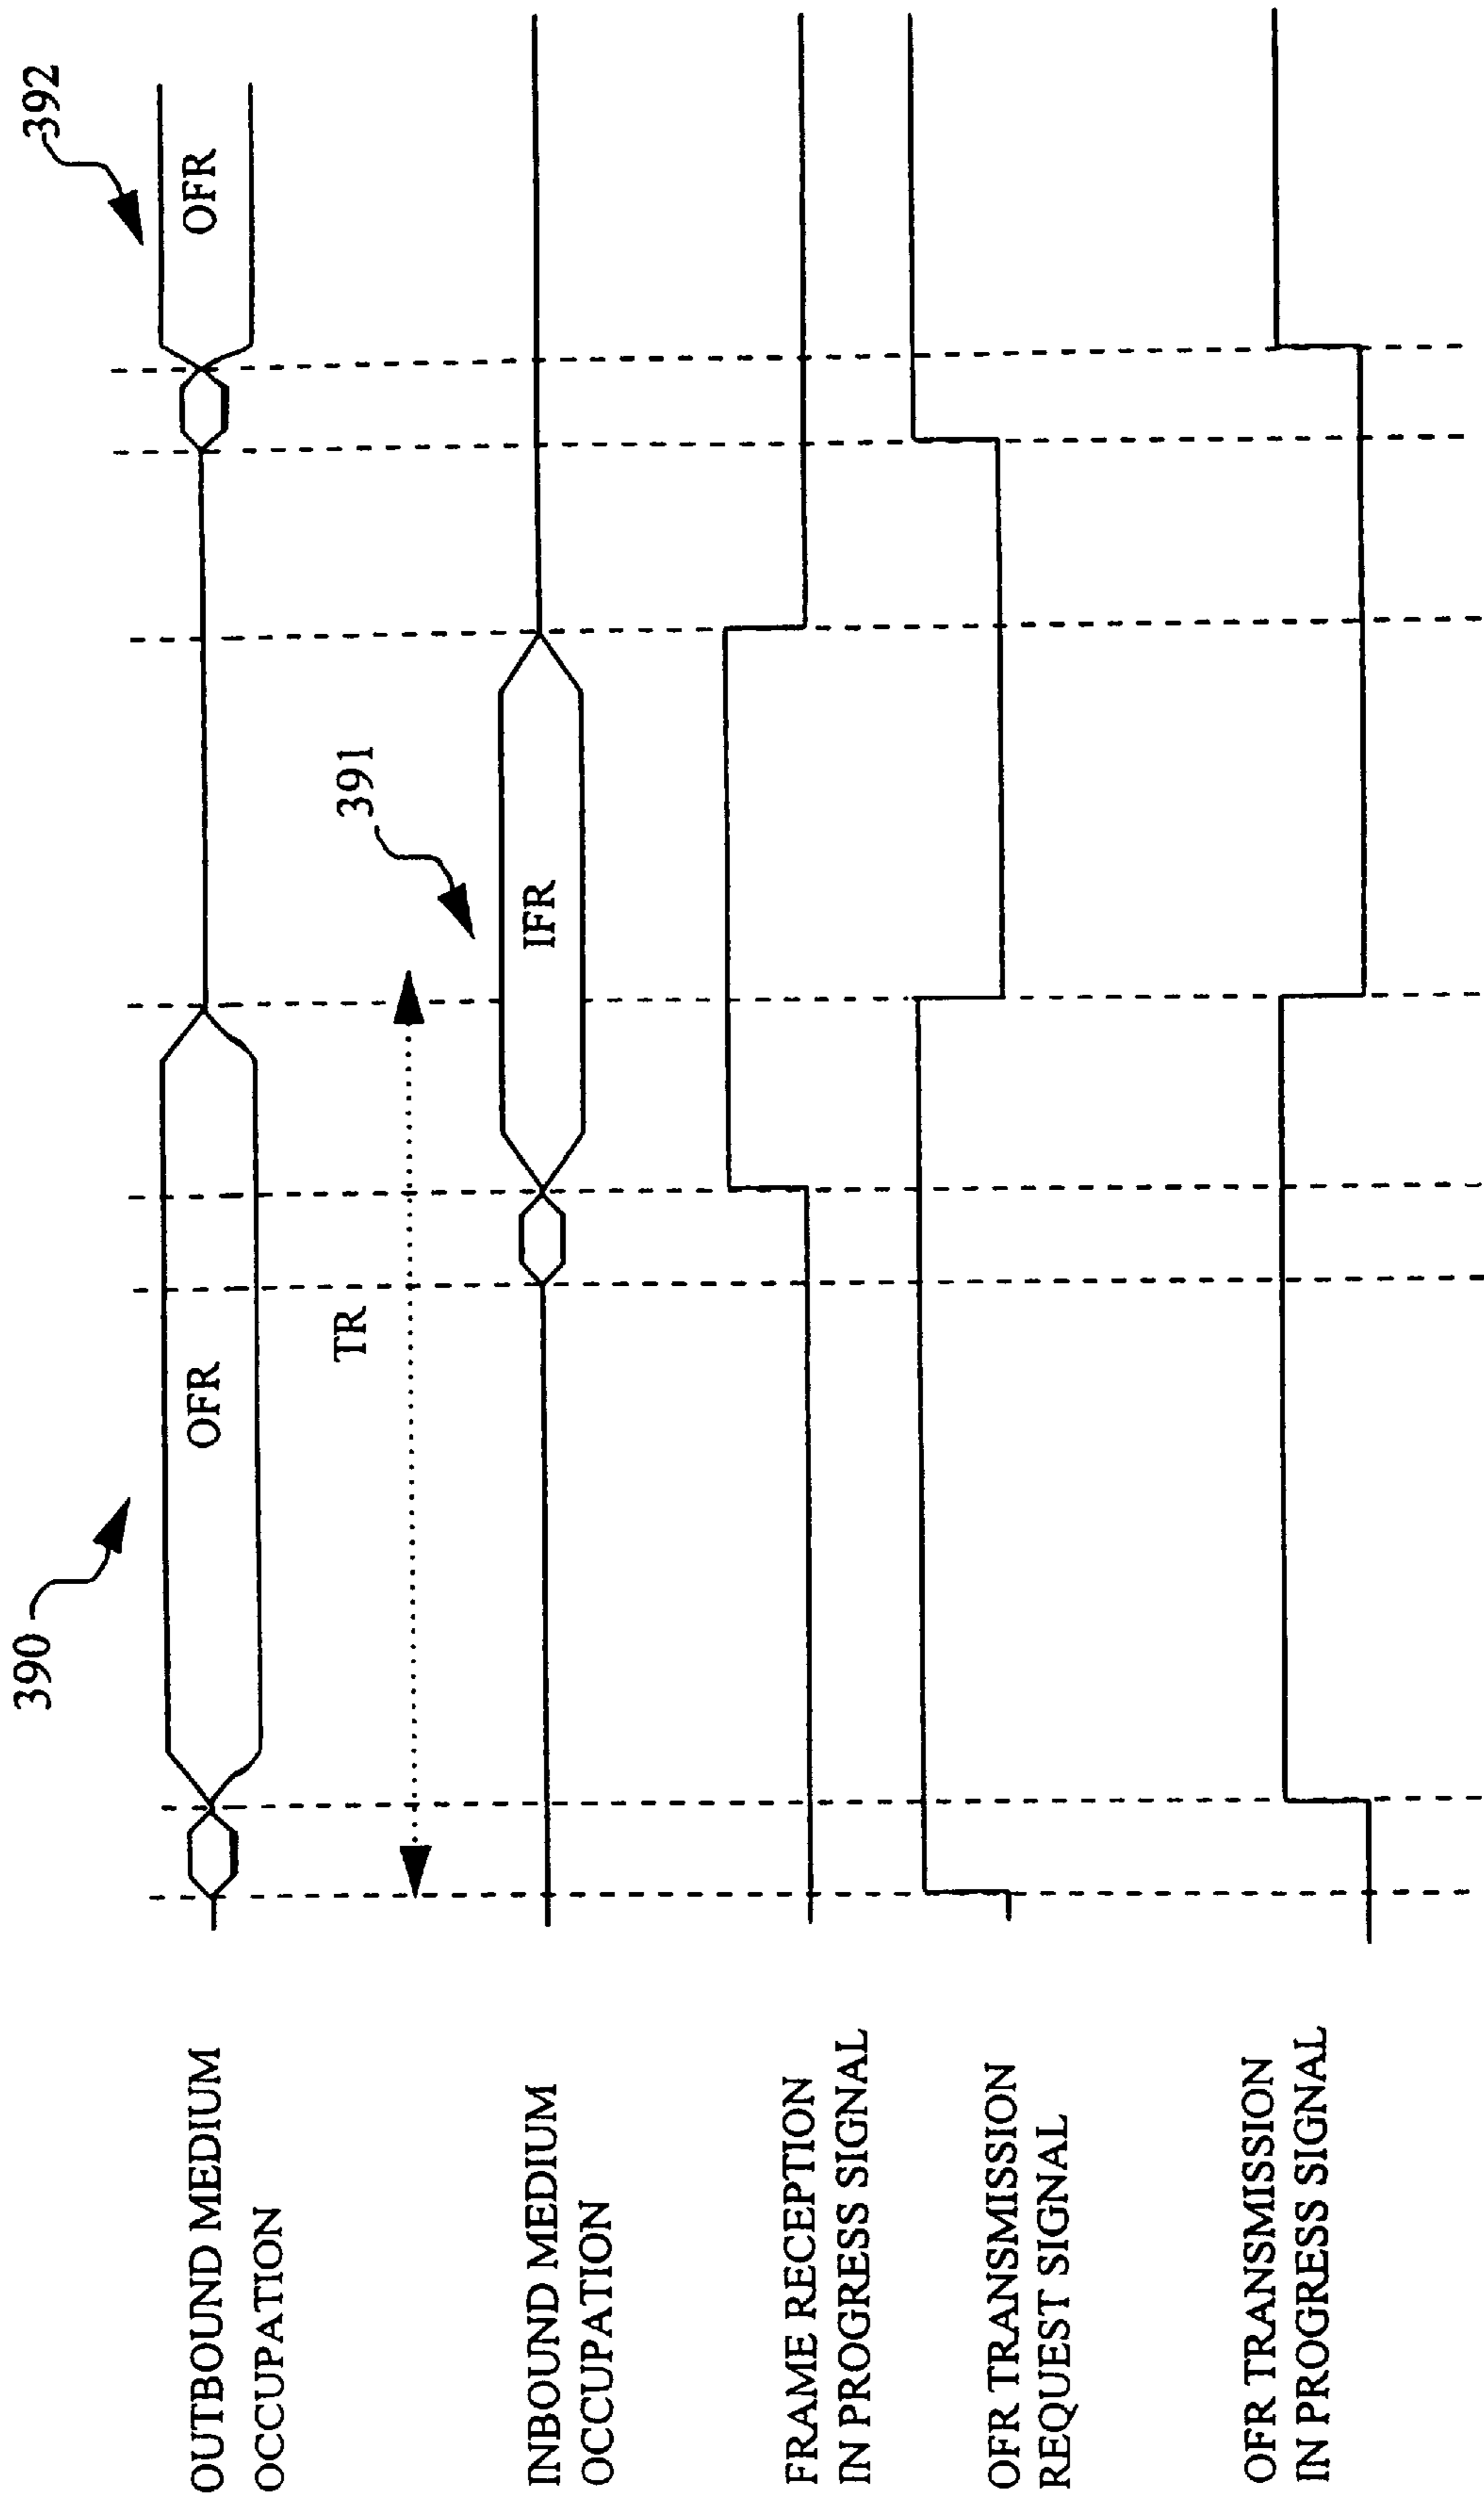 390
391
392
OUTBOUND MEDIUM
OCCUPATION
OFR
OFR
TR
INBOUND MEDIUM
OCCUPATION
IFR
FRAME RECEPTION
IN PROGRESS SIGNAL
OFR TRANSMISSION
REQUEST SIGNAL
OFR TRANSMISSION
IN PROGRESS SIGNAL